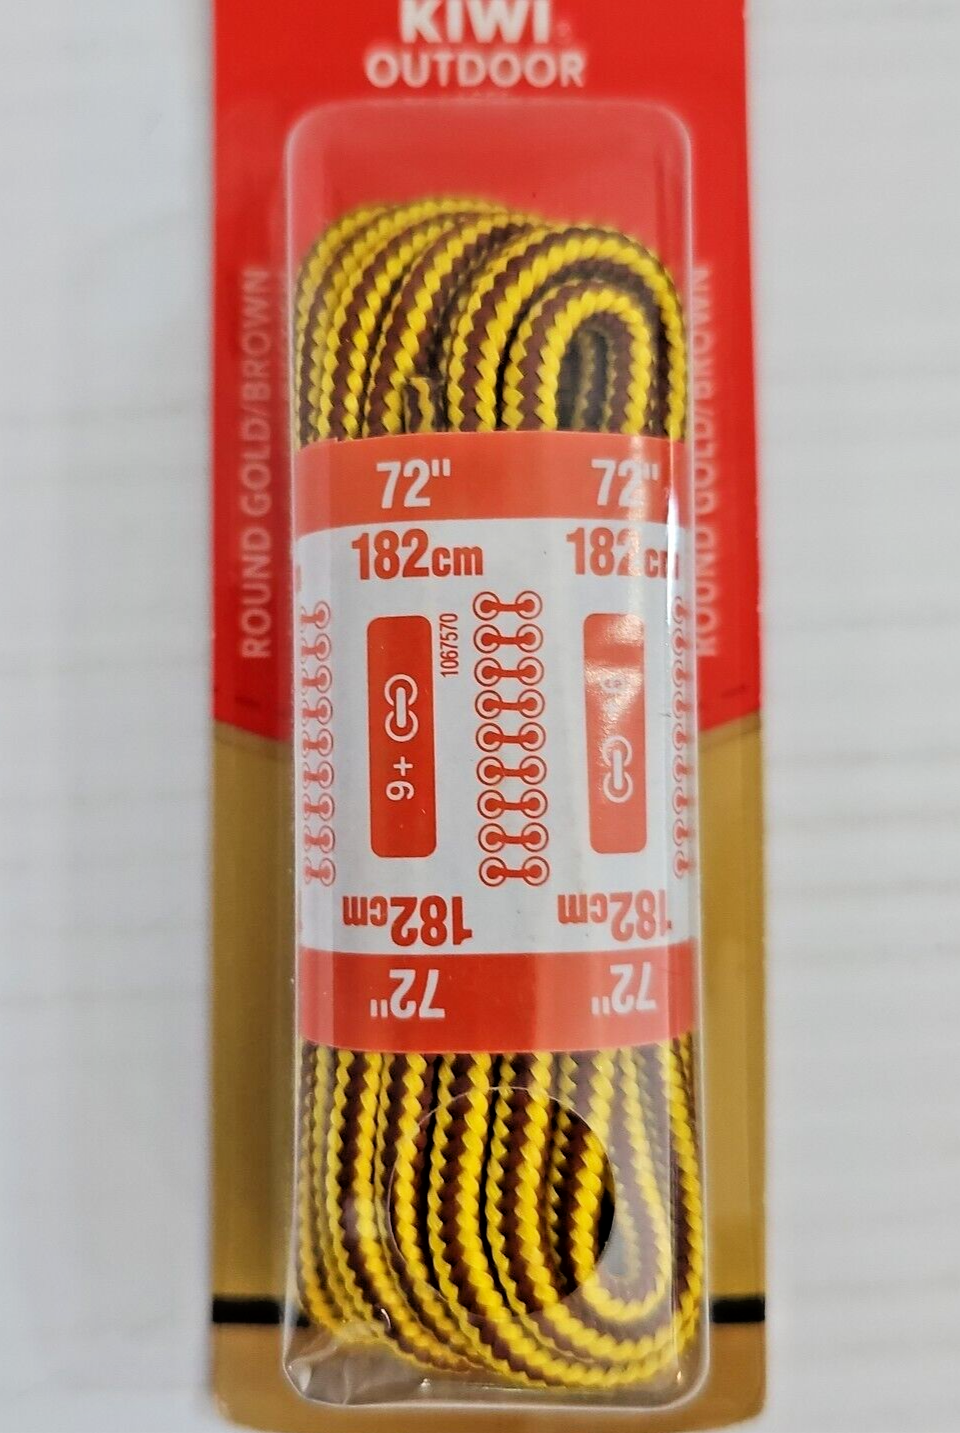 KIWI
OUTDOOR
ROUND GOLD/BROWN
ROUND GOLD/BROWN
72" 72"
182cm 182cm
1067570
9+
182cm 182cm
72" 72"